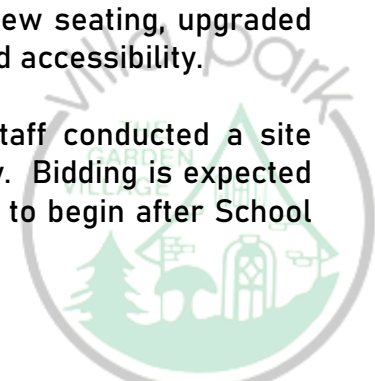 ew seating, upgraded
d accessibility.
villa park
THE
GARDEN
VILLAGE
taff conducted a site
y. Bidding is expected
to begin after School